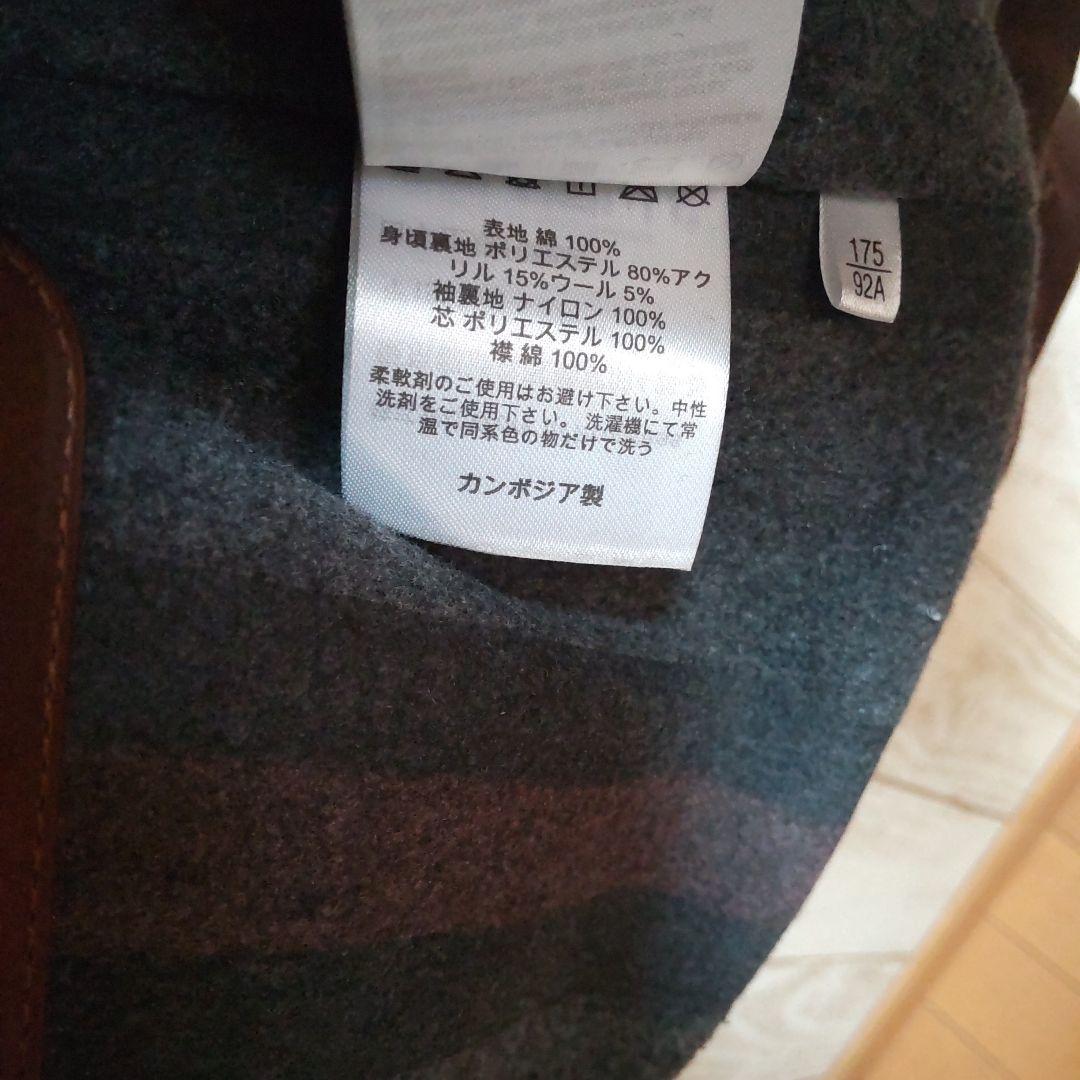 表地 綿 100%
身頃裏地 ポリエステル 80%アク
リル 15%ウール 5%
袖裏地 ナイロン 100%
芯 ポリエステル 100%
襟 綿 100%
柔軟剤のご使用はお避け下さい。中性
洗剤をご使用下さい。 洗濯機にて常
温で同系色の物だけで洗う
カンボジア製
175
92A